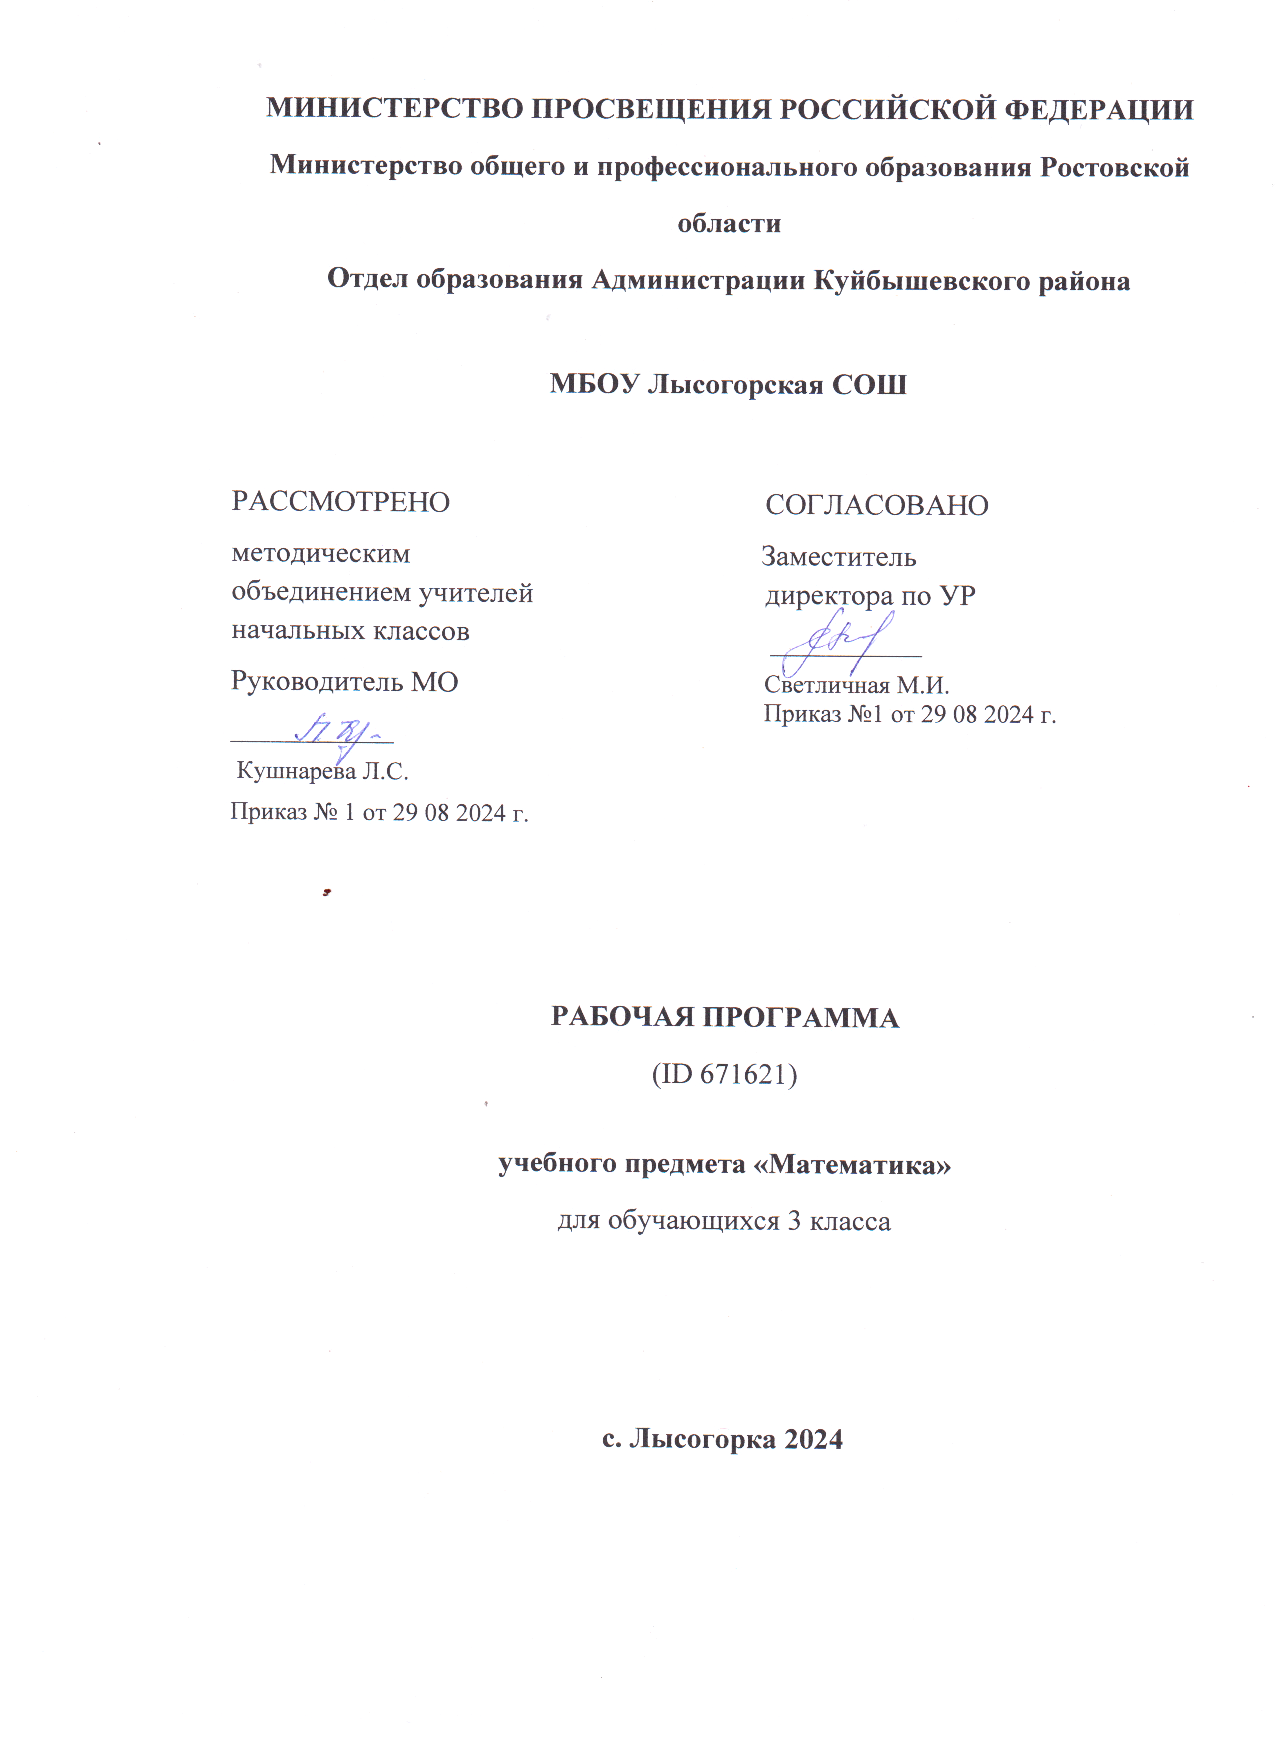 МИНИСТЕРСТВО ПРОСВЕЩЕНИЯ РОССИЙСКОЙ ФЕДЕРАЦИИ
Министерство общего и профессионального образования Ростовской
области
Отдел образования Администрации Куйбышевского района
МБОУ Лысогорская СОШ
РАССМОТРЕНО
методическим
объединением учителей
начальных классов
Руководитель МО
Кушнарева Л.С.
Приказ № 1 от 29 08 2024 г.
СОГЛАСОВАНО
Заместитель
директора по УР
Светличная М.И.
Приказ №1 от 29 08 2024 г.
РАБОЧАЯ ПРОГРАММА
(ID 671621)
учебного предмета «Математика»
для обучающихся 3 класса
с. Лысогорка 2024